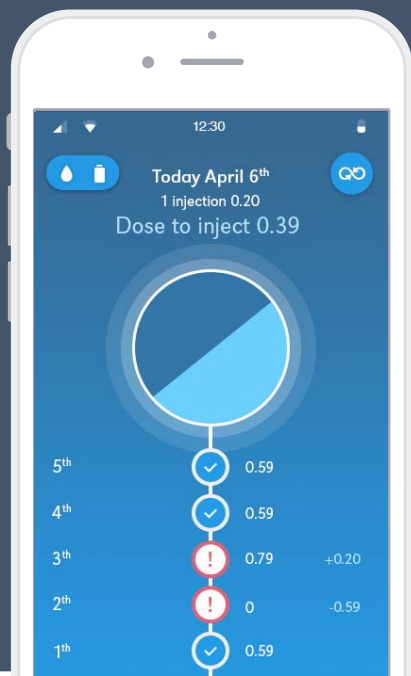 12:30
Today April 6th
1 injection 0.20
Dose to inject 0.39
5th 0.59
4th 0.59
3th ! 0.79 +0.20
2th ! 0 -0.59
1th 0.59